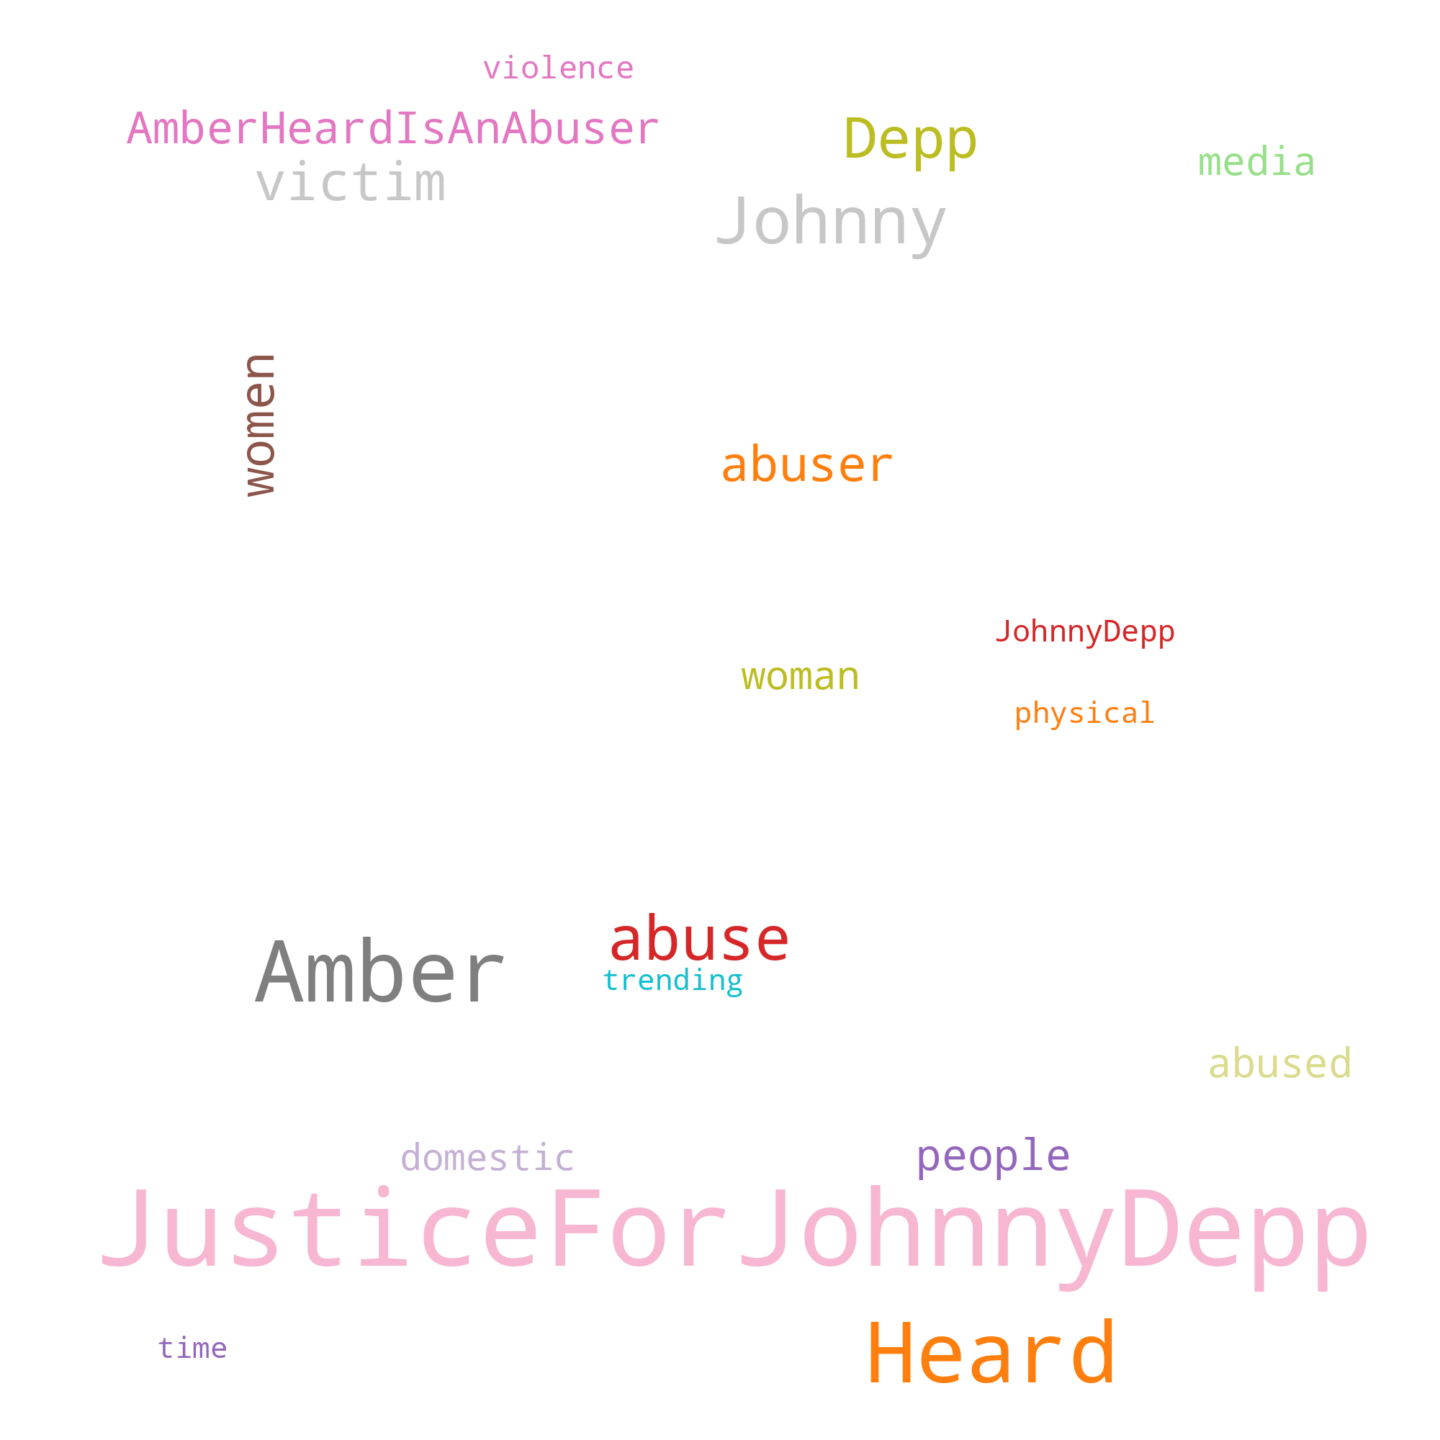 violence
AmberHeardIsAnAbuser
Depp
media
victim
Johnny
women
abuser
JohnnyDepp
woman
physical
abuse
Amber
trending
abused
domestic
people
JusticeForJohnnyDepp
time
Heard